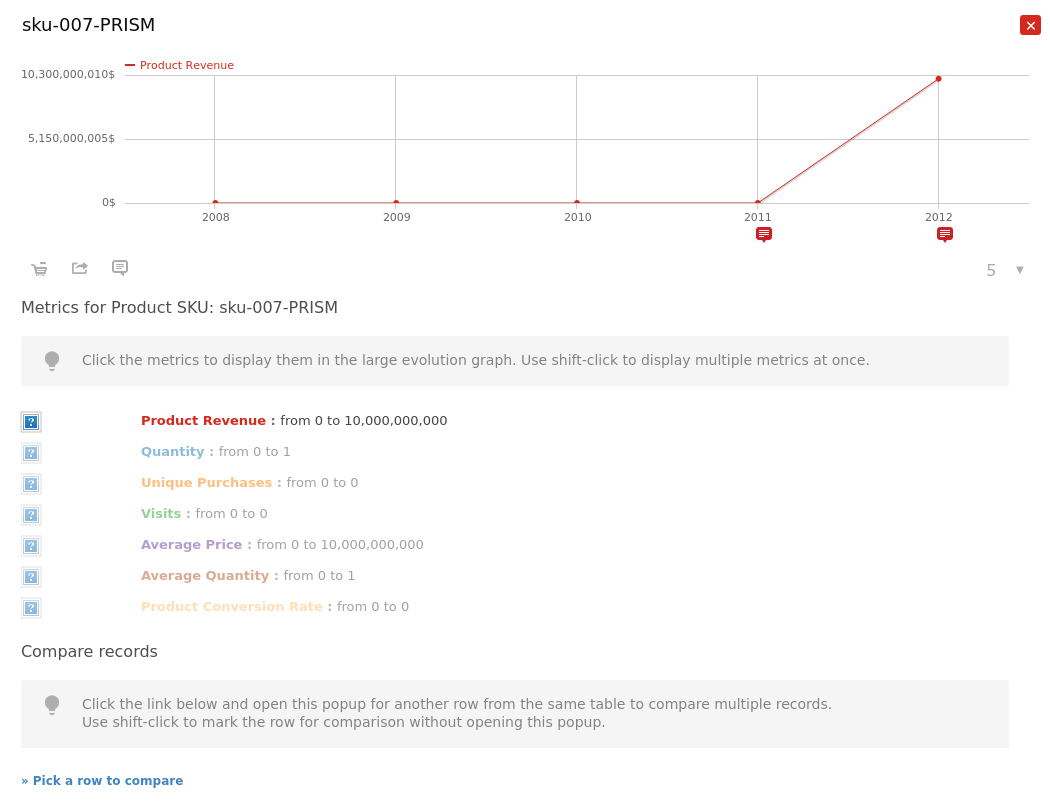 sku-007-PRISM
Product Revenue
10,300,000,010$
5,150,000,005$
0$
2008 2009 2010 2011 2012
5 ▼
Metrics for Product SKU: sku-007-PRISM
Click the metrics to display them in the large evolution graph. Use shift-click to display multiple metrics at once.
? Product Revenue : from 0 to 10,000,000,000
? Quantity : from 0 to 1
? Unique Purchases : from 0 to 0
? Visits : from 0 to 0
? Average Price : from 0 to 10,000,000,000
? Average Quantity : from 0 to 1
? Product Conversion Rate : from 0 to 0
Compare records
Click the link below and open this popup for another row from the same table to compare multiple records.
Use shift-click to mark the row for comparison without opening this popup.
» Pick a row to compare